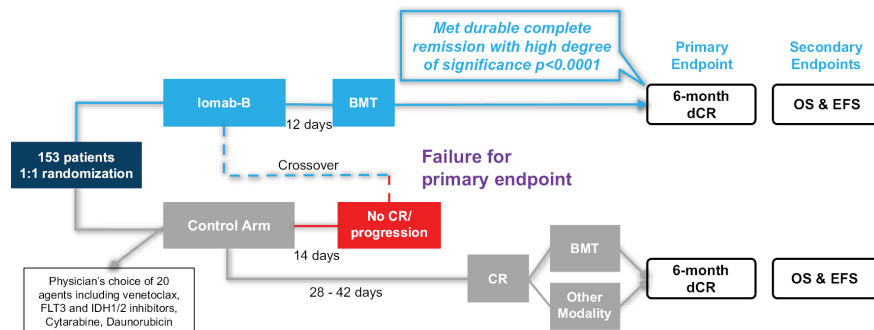 Met durable complete
remission with high degree
of significance p<0.0001
Primary
Endpoint
Secondary
Endpoints
Iomab-B
BMT
6-month
dCR
OS & EFS
12 days
153 patients
1:1 randomization
Crossover
Failure for
primary endpoint
Control Arm
No CR/
progression
14 days
BMT
Physician's choice of 20
agents including venetoclax,
FLT3 and IDH1/2 inhibitors,
Cytarabine, Daunorubicin
28 - 42 days
CR
Other
Modality
6-month
dCR
OS & EFS